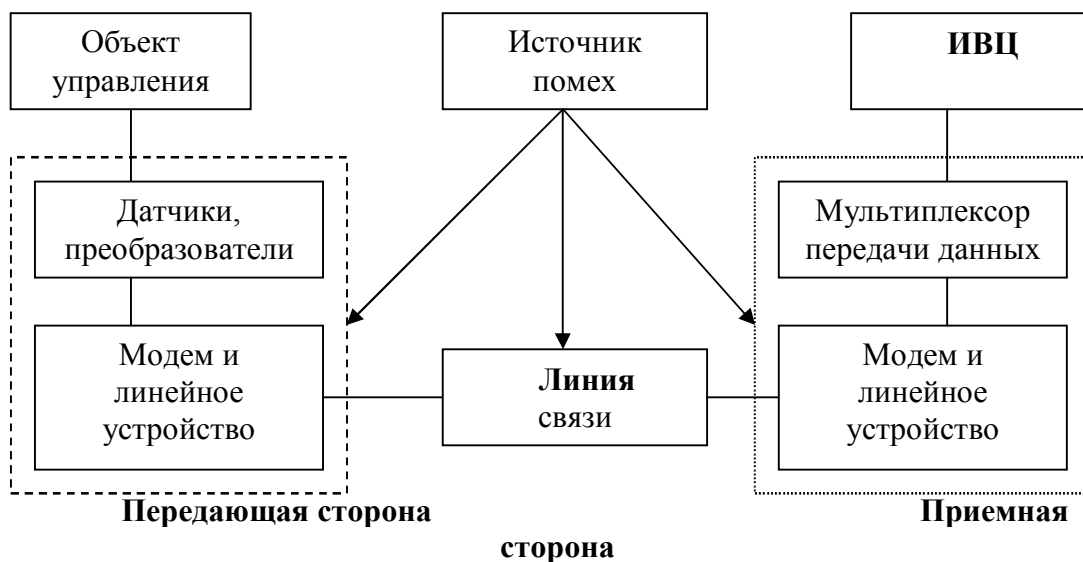 Объект
управления
Источник
помех
ИВЦ
Датчики,
преобразователи
Мультиплексор
передачи данных
Модем и
линейное
устройство
Линия
связи
Модем и
линейное
устройство
Передающая сторона
Приемная
сторона